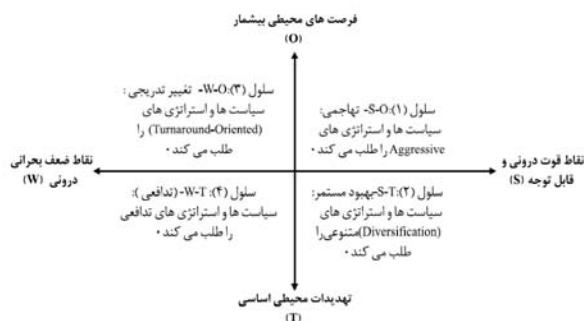 فرصت های محیطی بیشمار
(O)
سلول (۳):W-O- تغییر تدریجی:
سیاست ها و استراتژی های
(Turnaround-Oriented) را
طلب می کند.
سلول (۱):S-O- تهاجمی:
سیاست ها و استراتژی های
Aggressive را طلب می کند.
نقاط ضعف بحرانی
درونی (W)
نقاط قوت درونی و
قابل توجه (S)
سلول (۴): W-T-(تدافعی):
سیاست ها و استراتژی های تدافعی
را طلب می کند.
سلول (۲):S-T-بهبود مستمر:
سیاست ها و استراتژی های
(Diversification)متنوعی را
طلب می کند.
تهدیدات محیطی اساسی
(T)